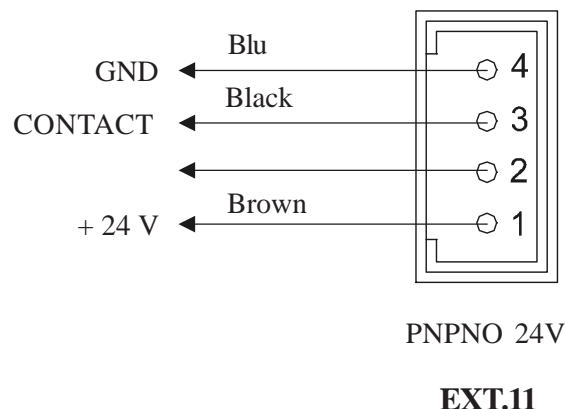 Blu
GND 4
Black
CONTACT 3
2
Brown
+ 24 V 1
PNPNO 24V
EXT.11